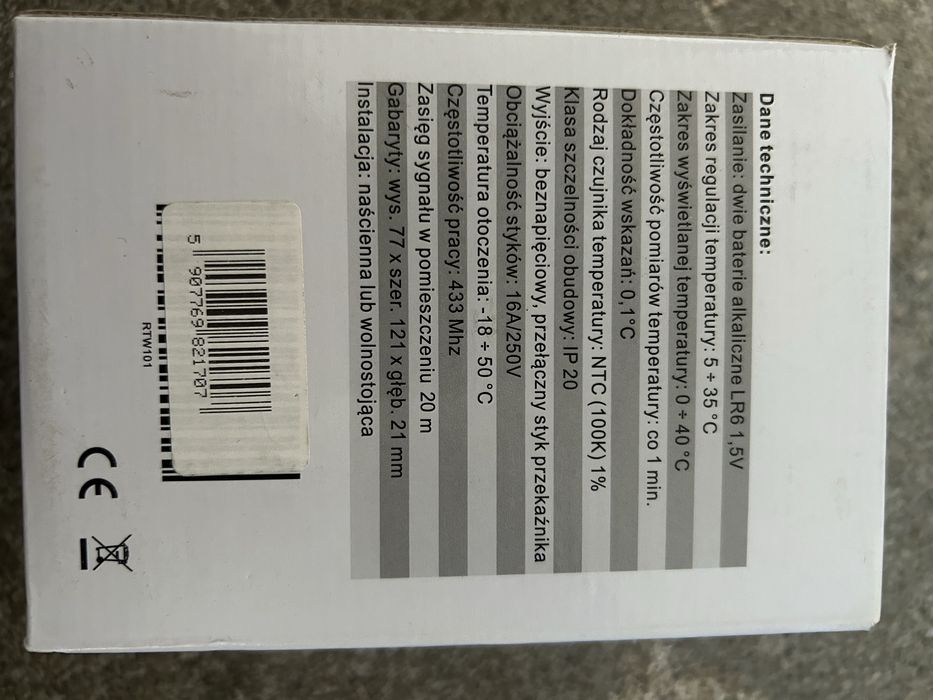 Dane techniczne:
Zasilanie: dwie baterie alkaliczne LR6 1,5V
Zakres regulacji temperatury: 5 ÷ 35 °C
Zakres wyświetlanej temperatury: 0 ÷ 40 °C
Częstotliwość pomiarów temperatury: co 1 min.
Dokładność wskazań: 0,1°C
Rodzaj czujnika temperatury: NTC (100K) 1%
Klasa szczelności obudowy: IP 20
Wyjście: beznapięciowy, przełączny styk przekaźnika
Obciążalność styków: 16A/250V
Temperatura otoczenia: -18 ÷ 50 °C
Częstotliwość pracy: 433 Mhz
Zasięg sygnału w pomieszczeniu 20 m
Gabaryty: wys. 77 x szer. 121 x głęb. 21 mm
Instalacja: naścienna lub wolnostojąca
5 907769 821707
RTW101
CE